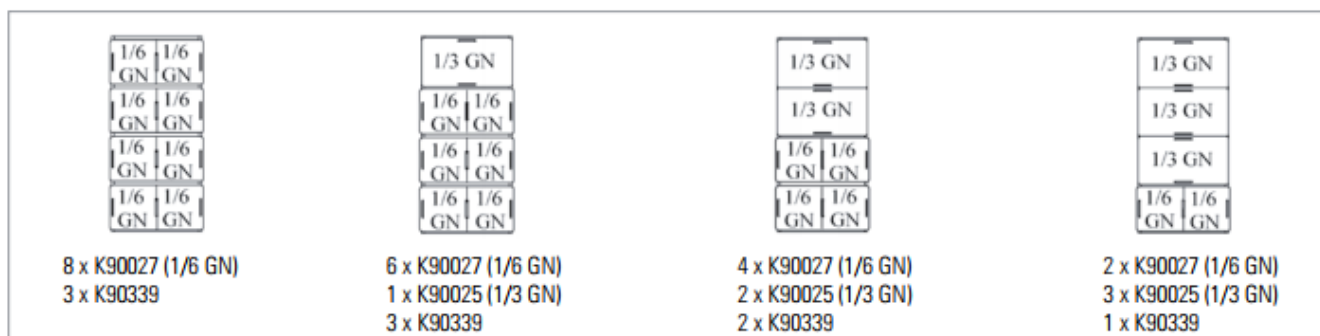 1/6 1/6
GN GN
1/6 1/6
GN GN
1/6 1/6
GN GN
1/6 1/6
GN GN
8 x K90027 (1/6 GN)
3 x K90339
1/3 GN
1/6 1/6
GN GN
1/6 1/6
GN GN
1/6 1/6
GN GN
6 x K90027 (1/6 GN)
1 x K90025 (1/3 GN)
3 x K90339
1/3 GN
1/3 GN
1/6 1/6
GN GN
1/6 1/6
GN GN
4 x K90027 (1/6 GN)
2 x K90025 (1/3 GN)
2 x K90339
1/3 GN
1/3 GN
1/3 GN
1/6 1/6
GN GN
2 x K90027 (1/6 GN)
3 x K90025 (1/3 GN)
1 x K90339